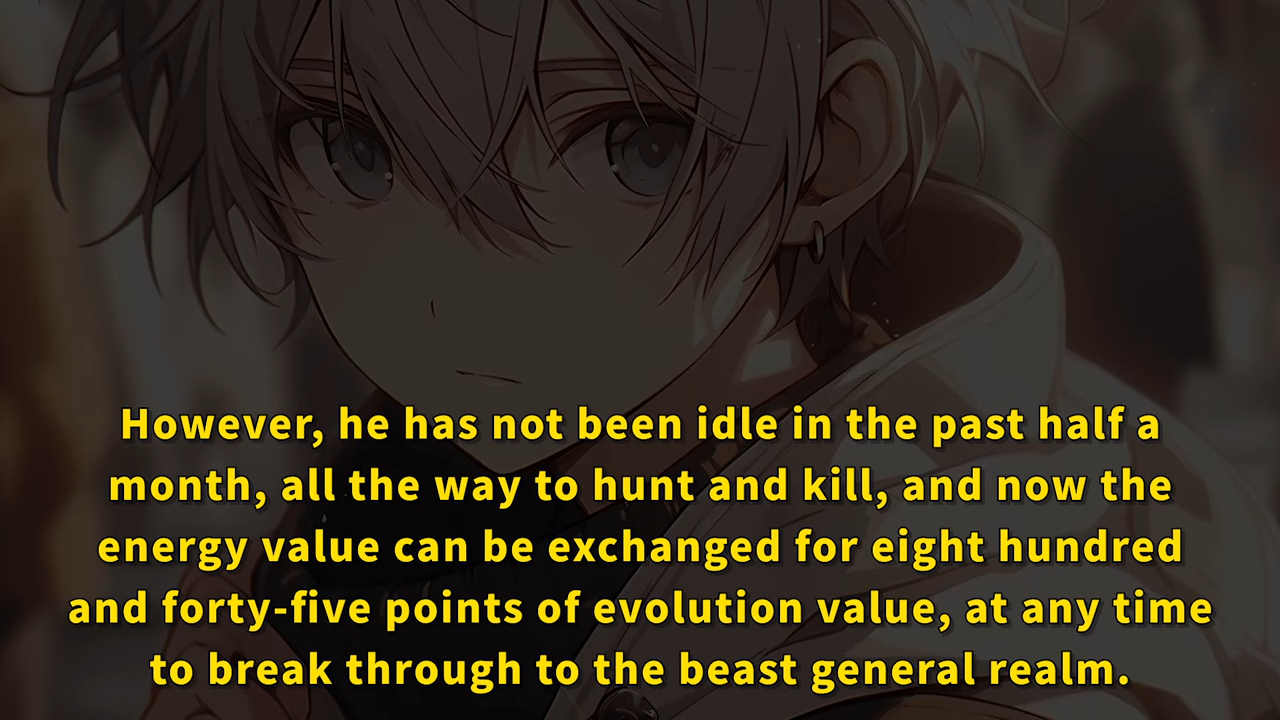 However, he has not been idle in the past half a
month, all the way to hunt and kill, and now the
energy value can be exchanged for eight hundred
and forty-five points of evolution value, at any time
to break through to the beast general realm.